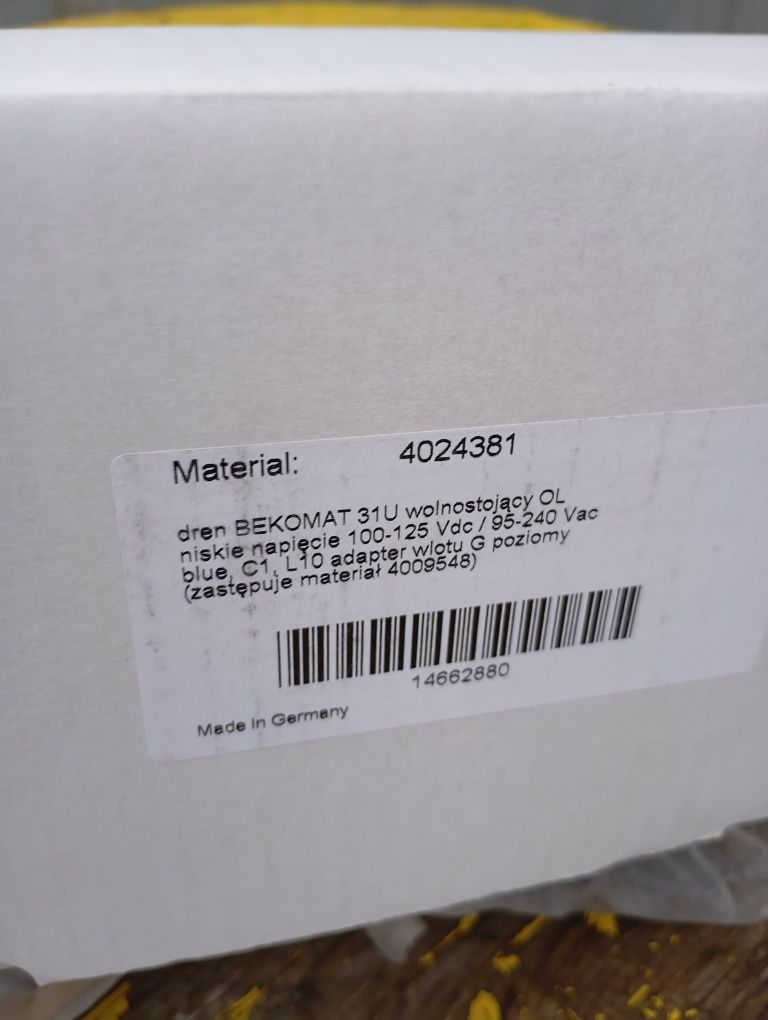 Material: 4024381
dren BEKOMAT 31U wolnostojący OL
niskie napięcie 100-125 Vdc / 95-240 Vac
blue, C1, L10 adapter wlotu G poziomy
(zastępuje materiał 4009548)
14662880
Made In Germany